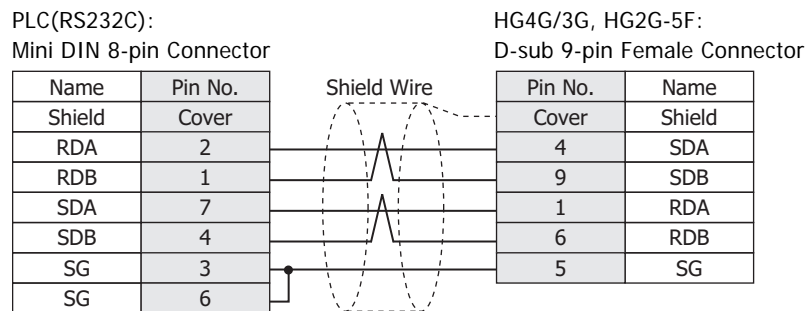 PLC(RS232C):
Mini DIN 8-pin Connector
HG4G/3G, HG2G-5F:
D-sub 9-pin Female Connector
Name Pin No. Shield Wire Pin No. Name
Shield Cover Cover Shield
RDA 2 4 SDA
RDB 1 9 SDB
SDA 7 1 RDA
SDB 4 6 RDB
SG 3 5 SG
SG 6